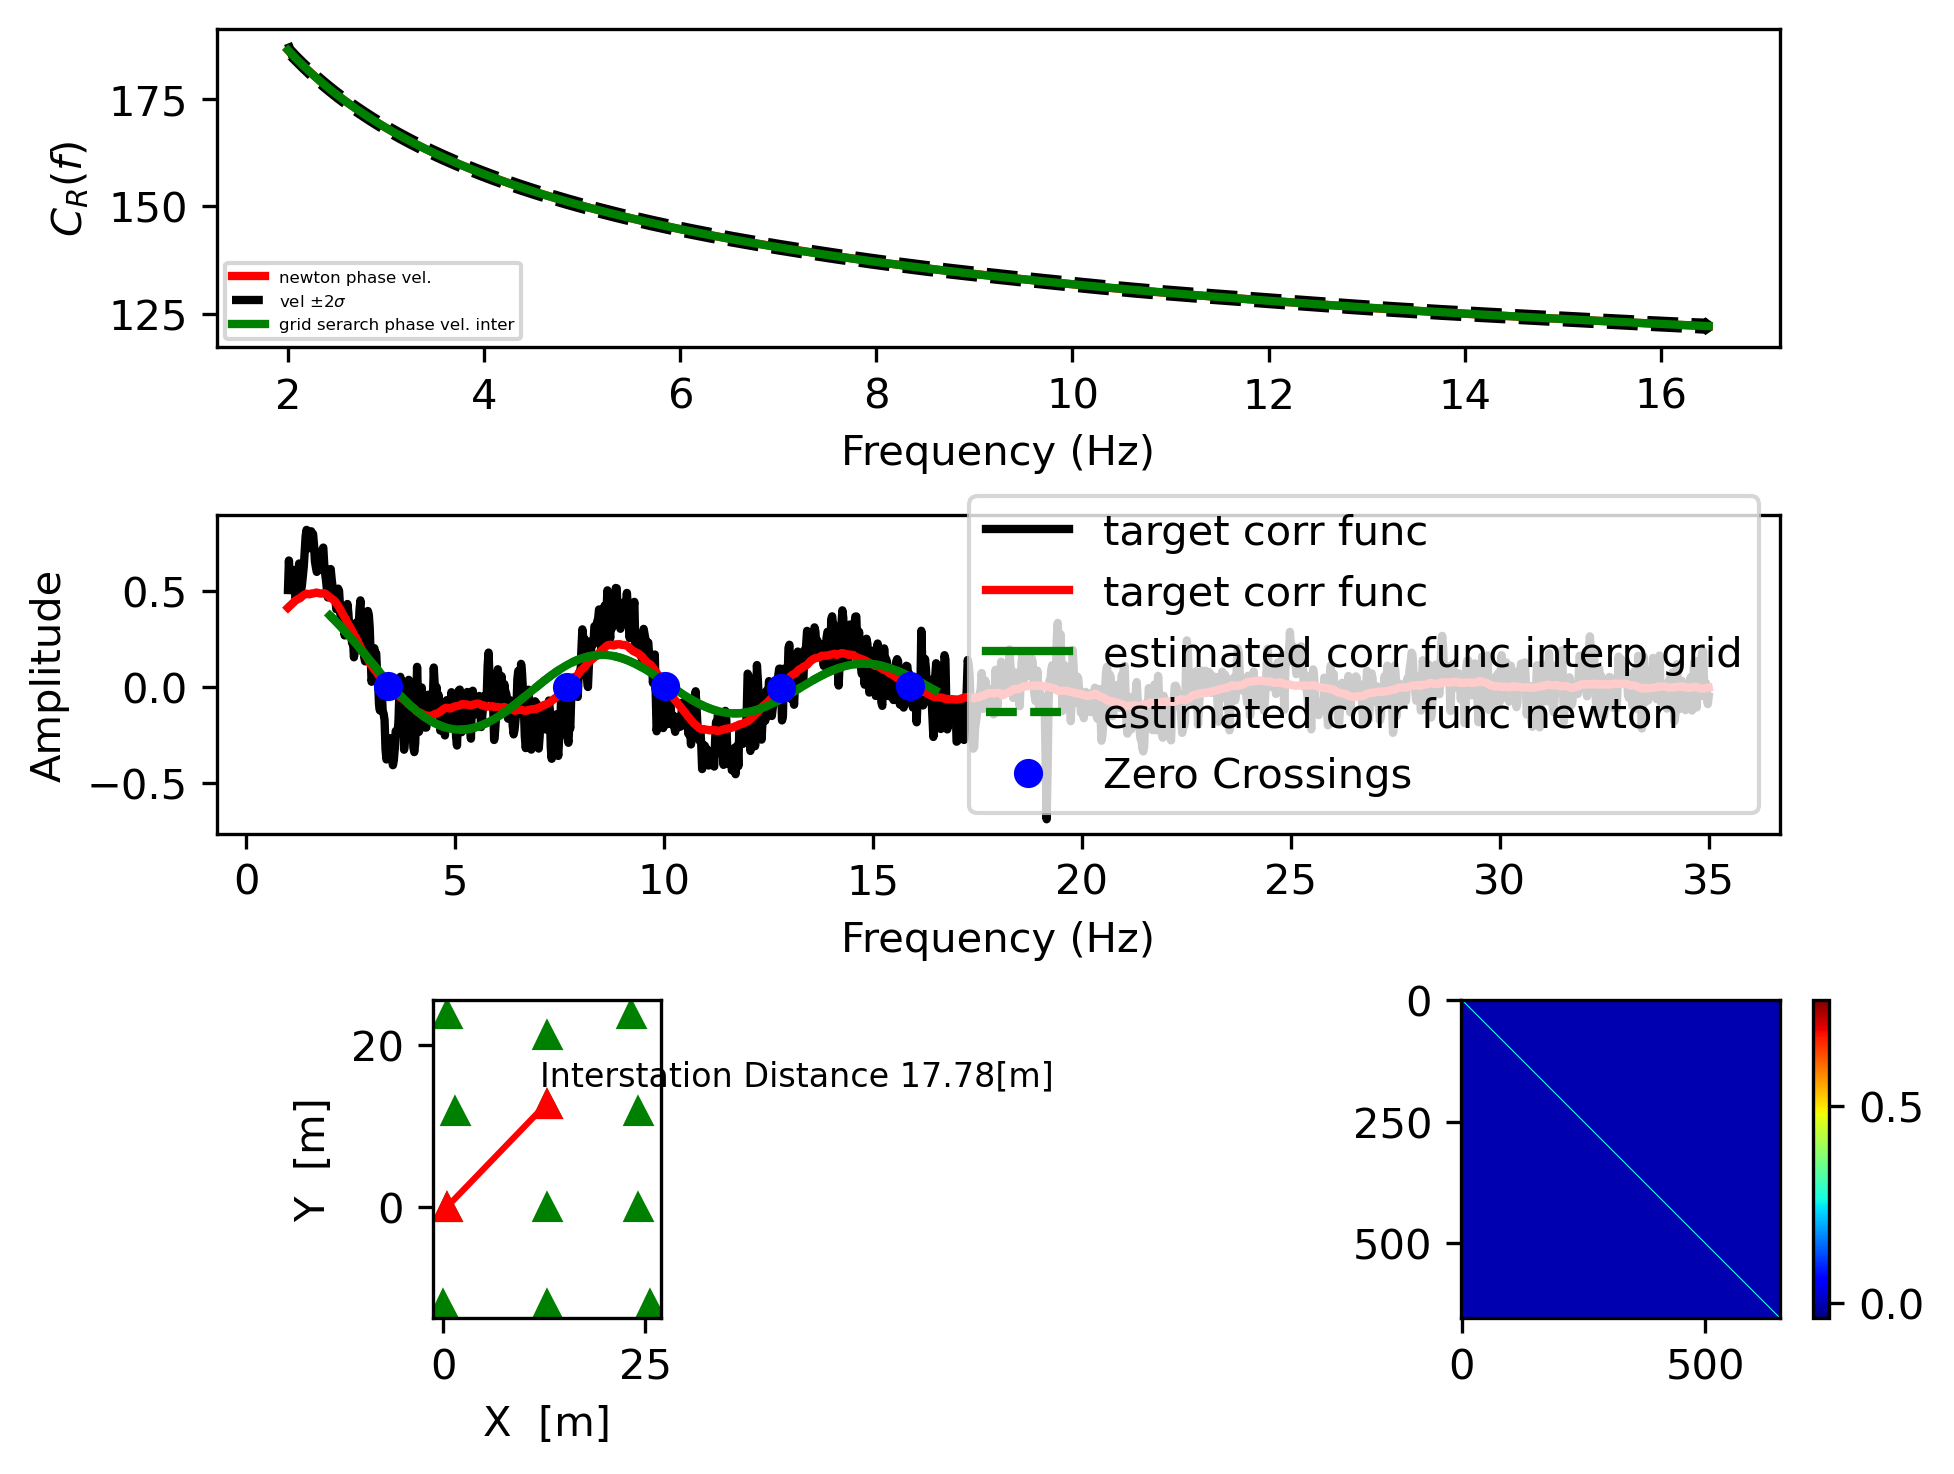 175
150
125
C_R(f)
newton phase vel.
vel ±2σ
grid serarch phase vel. inter
2 4 6 8 10 12 14 16
Frequency (Hz)
0.5
0.0
−0.5
Amplitude
target corr func
target corr func
estimated corr func interp grid
estimated corr func newton
Zero Crossings
0 5 10 15 20 25 30 35
Frequency (Hz)
20
0
Y [m]
Interstation Distance 17.78[m]
0 25
X [m]
0
250
500
0 500
0.5
0.0